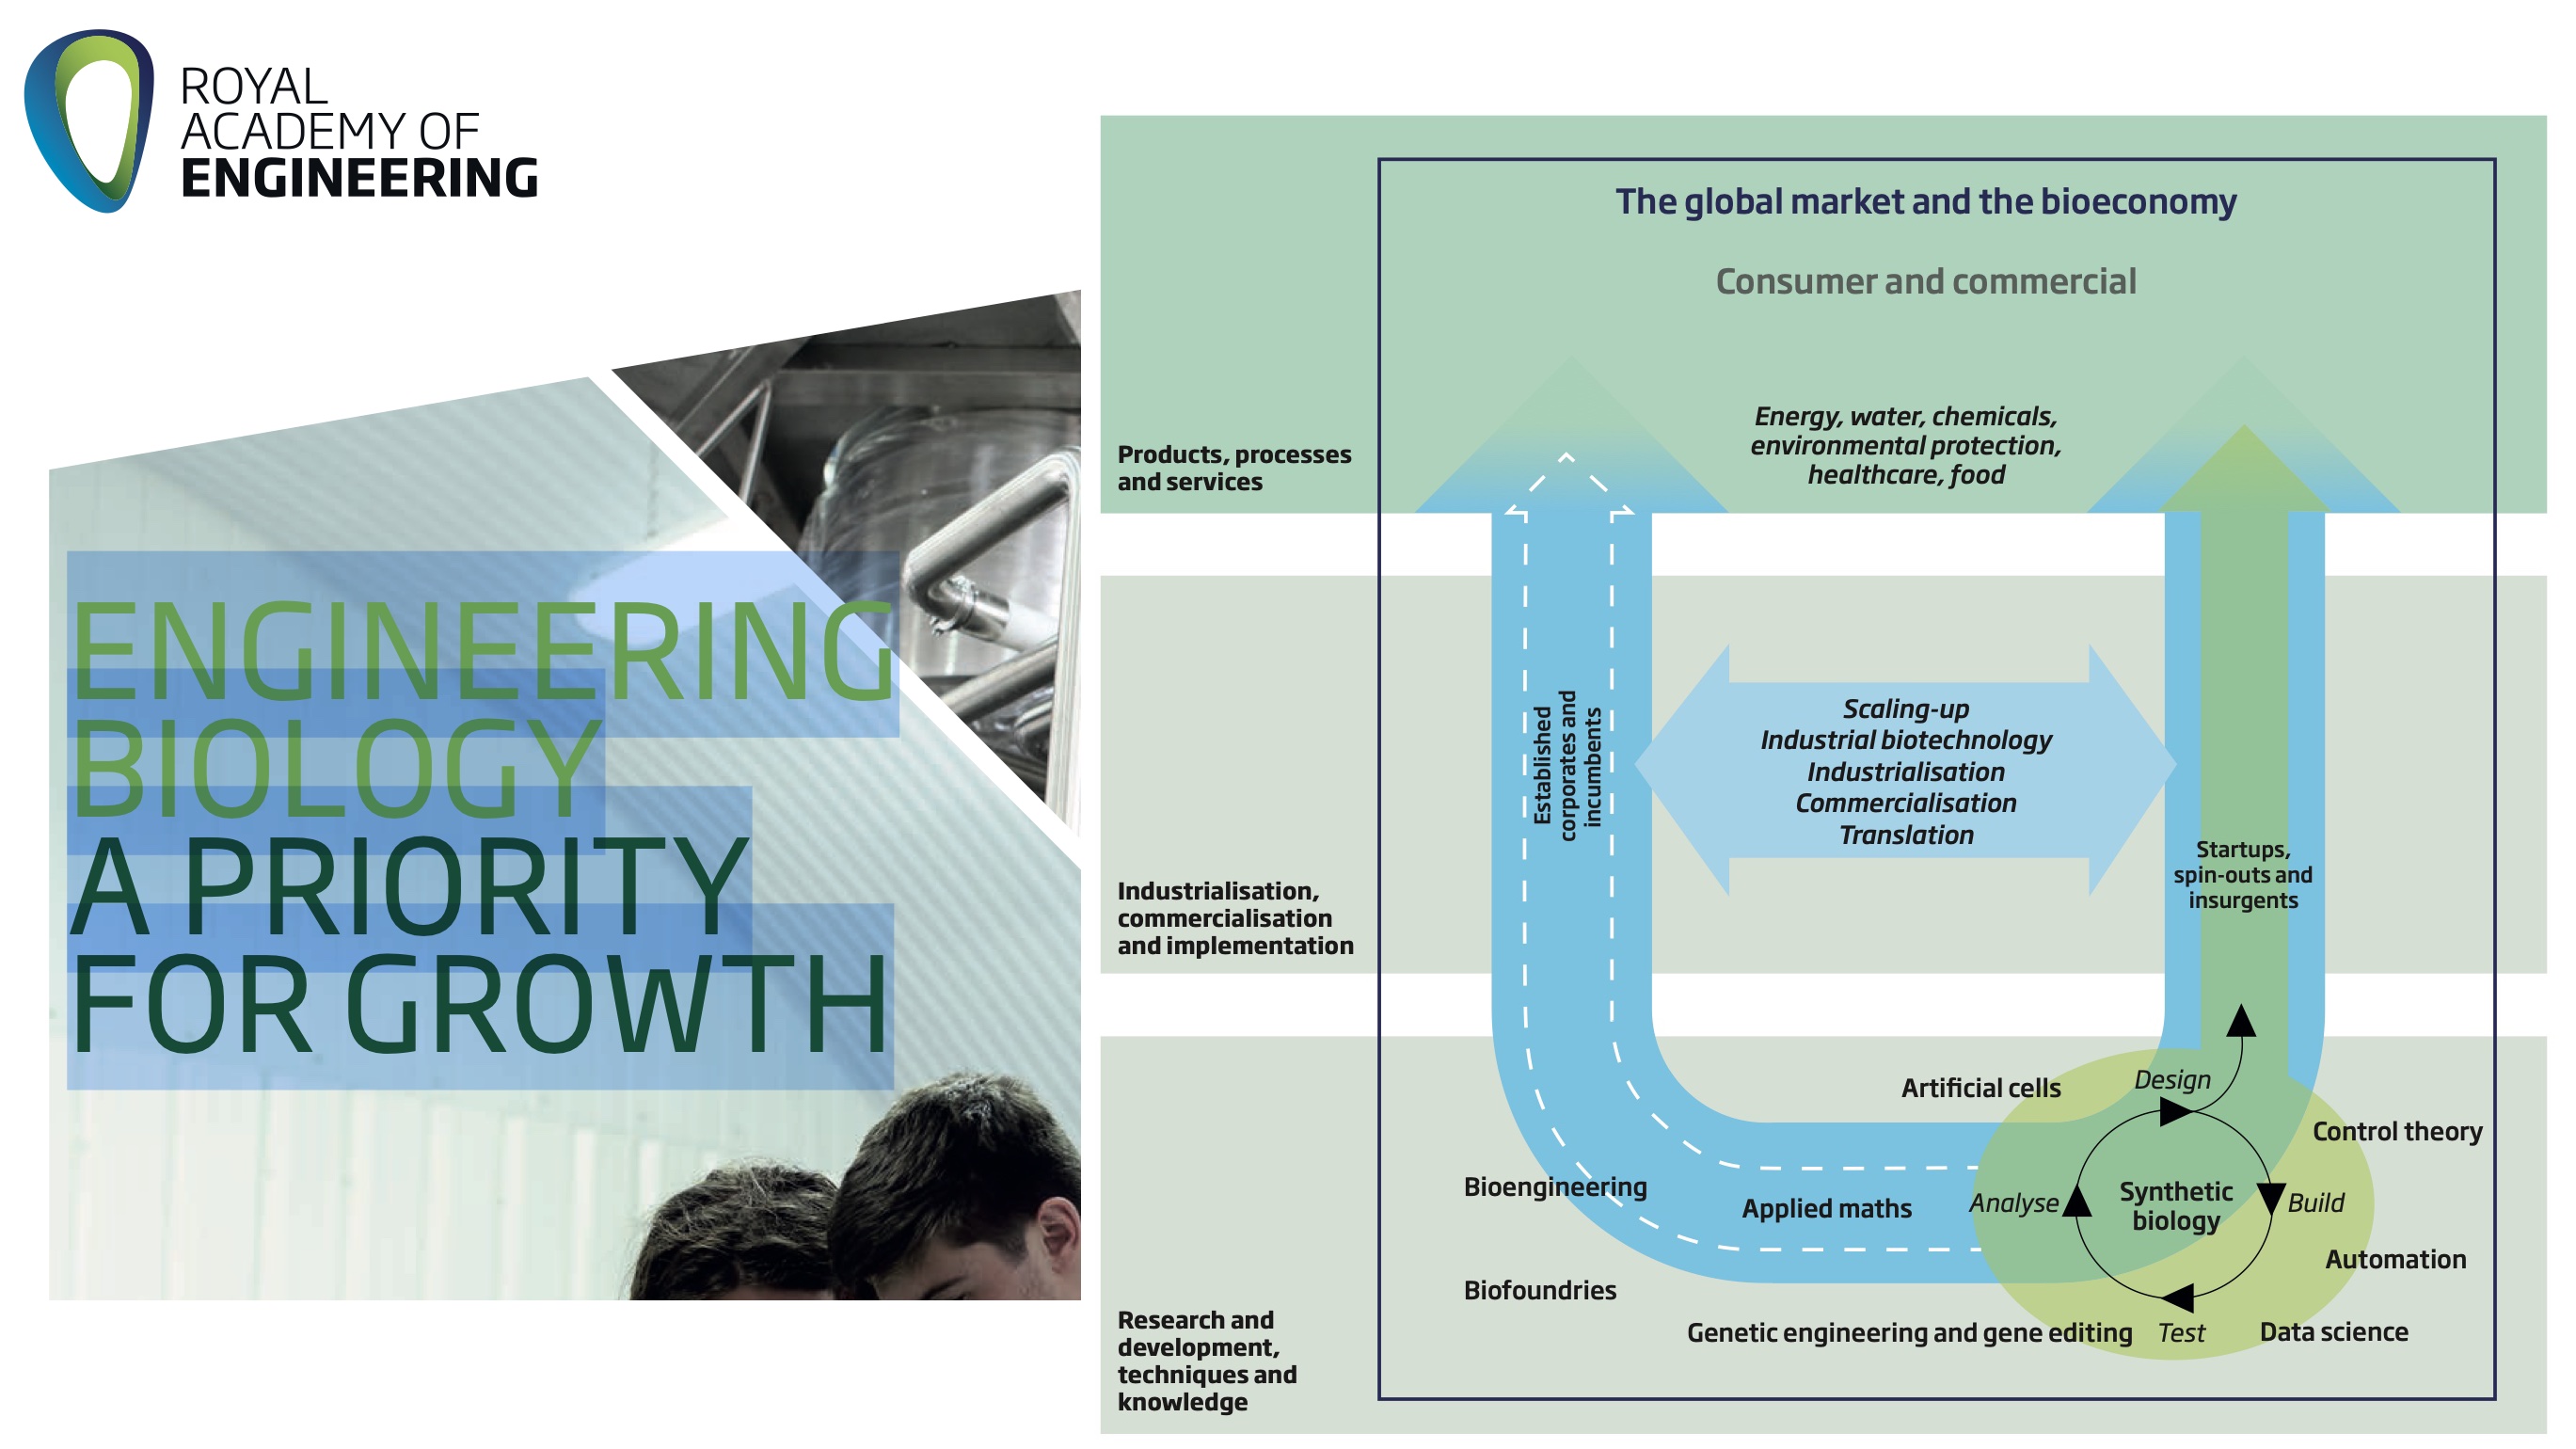 ROYAL
ACADEMY OF
ENGINEERING
ENGINEERING
BIOLOGY
A PRIORITY
FOR GROWTH
The global market and the bioeconomy
Consumer and commercial
Energy, water, chemicals,
environmental protection,
healthcare, food
Products, processes
and services
Established
corporates and
incumbents
Scaling-up
Industrial biotechnology
Industrialisation
Commercialisation
Translation
Startups,
spin-outs and
insurgents
Industrialisation,
commercialisation
and implementation
Artificial cells
Design
Control theory
Bioengineering
Applied maths
Analyse
Synthetic
biology
Build
Automation
Biofoundries
Genetic engineering and gene editing
Test
Data science
Research and
development,
techniques and
knowledge